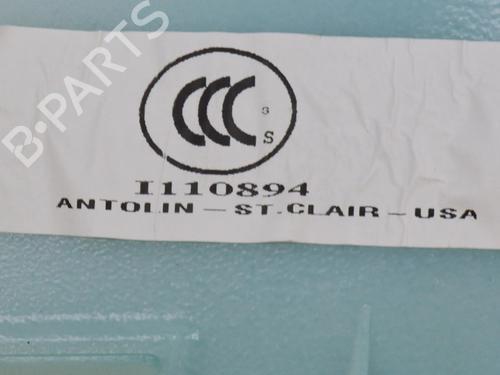 B-PARTS
CCC
S
I110894
ANTOLIN - ST.CLAIR - USA